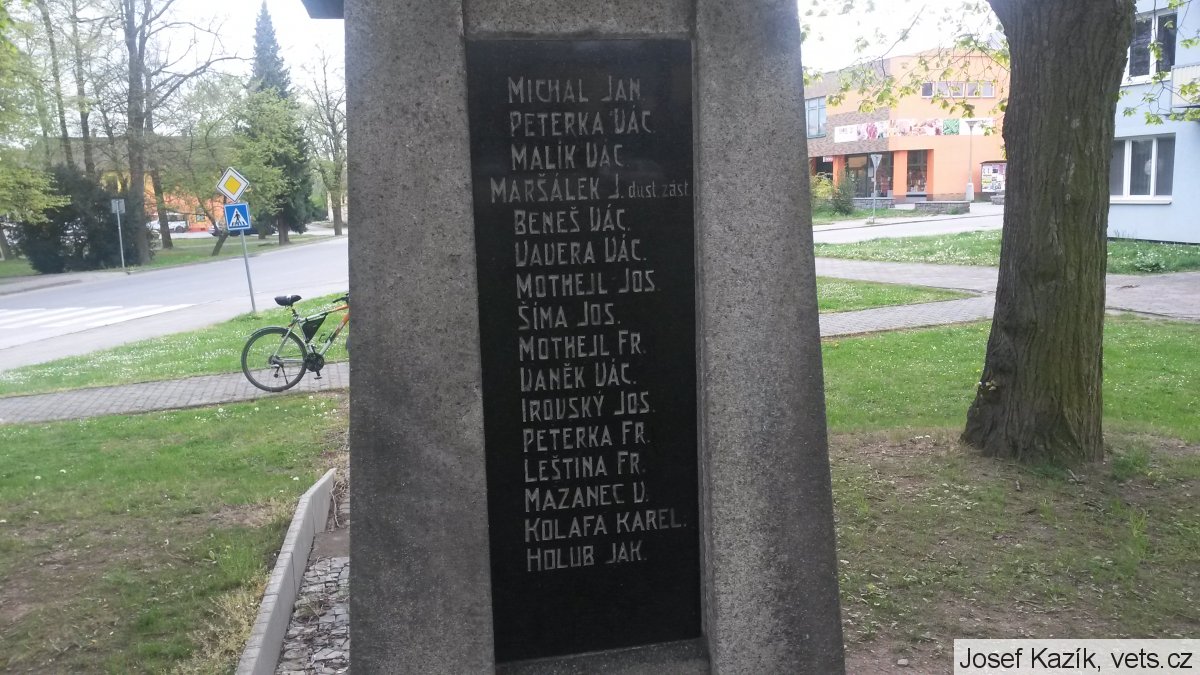 MICHAL JAN
PETERKA VÁC.
MALÍK VÁC.
MARŠÁLEK J. dust. zást.
BENEŠ VÁC.
VAVERA VÁC.
MOTHEJL JOS.
ŠÍMA JOS.
MOTHEJL FR.
VANĚK VÁC.
IROVSKÝ JOS.
PETERKA FR.
LEŠTINA FR.
MAZANEC V.
KOLAFA KAREL.
HOLUB JAK.
Josef Kazík, vets.cz